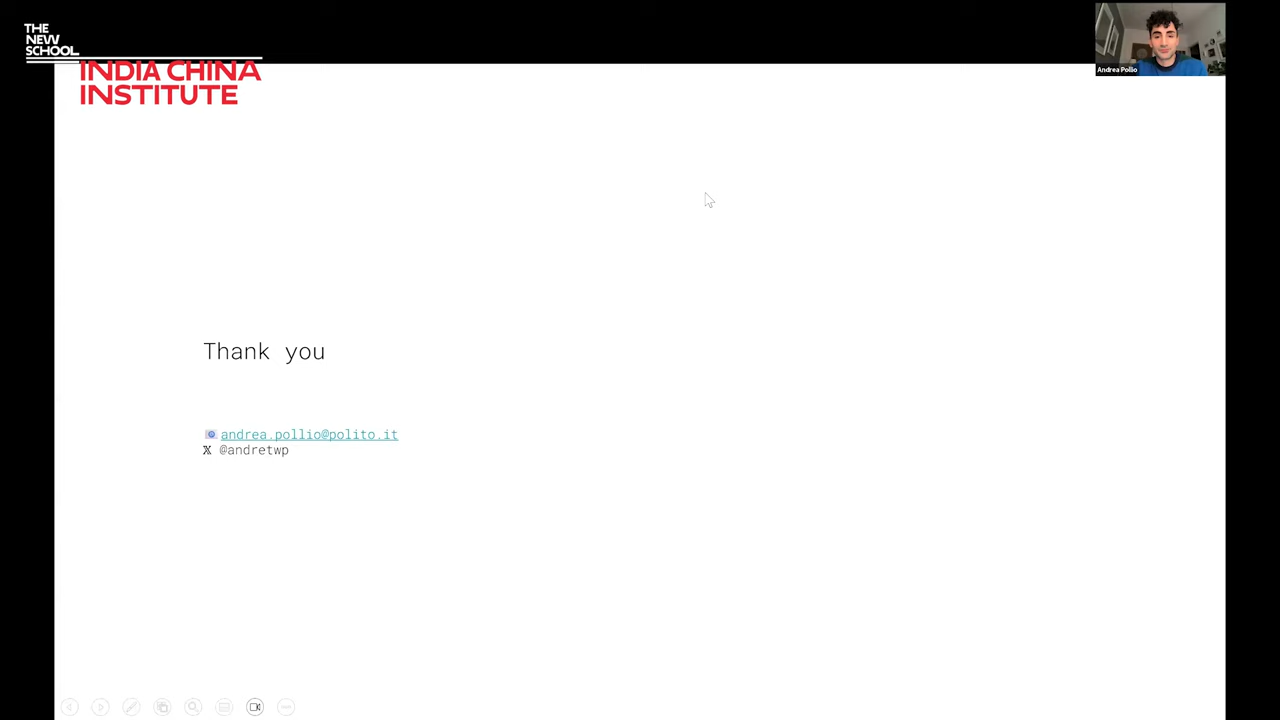 THE
NEW
SCHOOL
INDIA CHINA
INSTITUTE
Andrea Pollio
Thank you
andrea.pollio@polito.it
X @andretwp